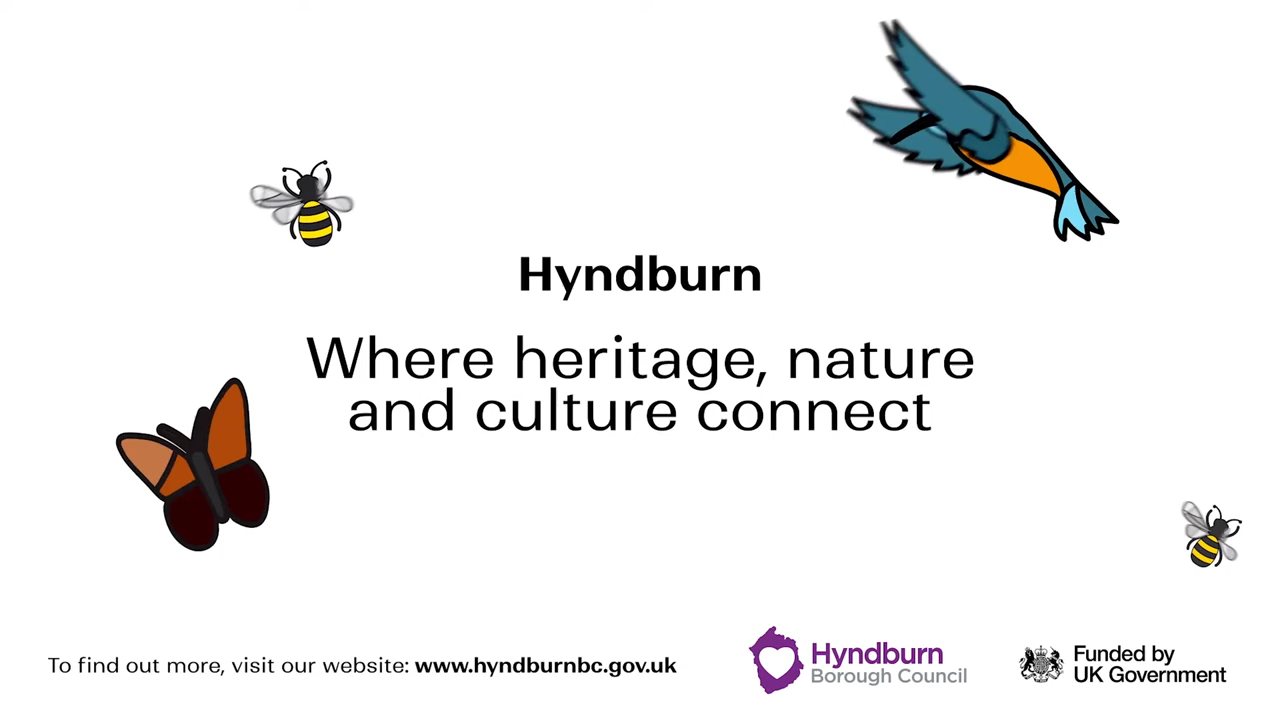 Hyndburn
Where heritage, nature
and culture connect
To find out more, visit our website: www.hyndburnbc.gov.uk
Hyndburn
Borough Council
Funded by
UK Government